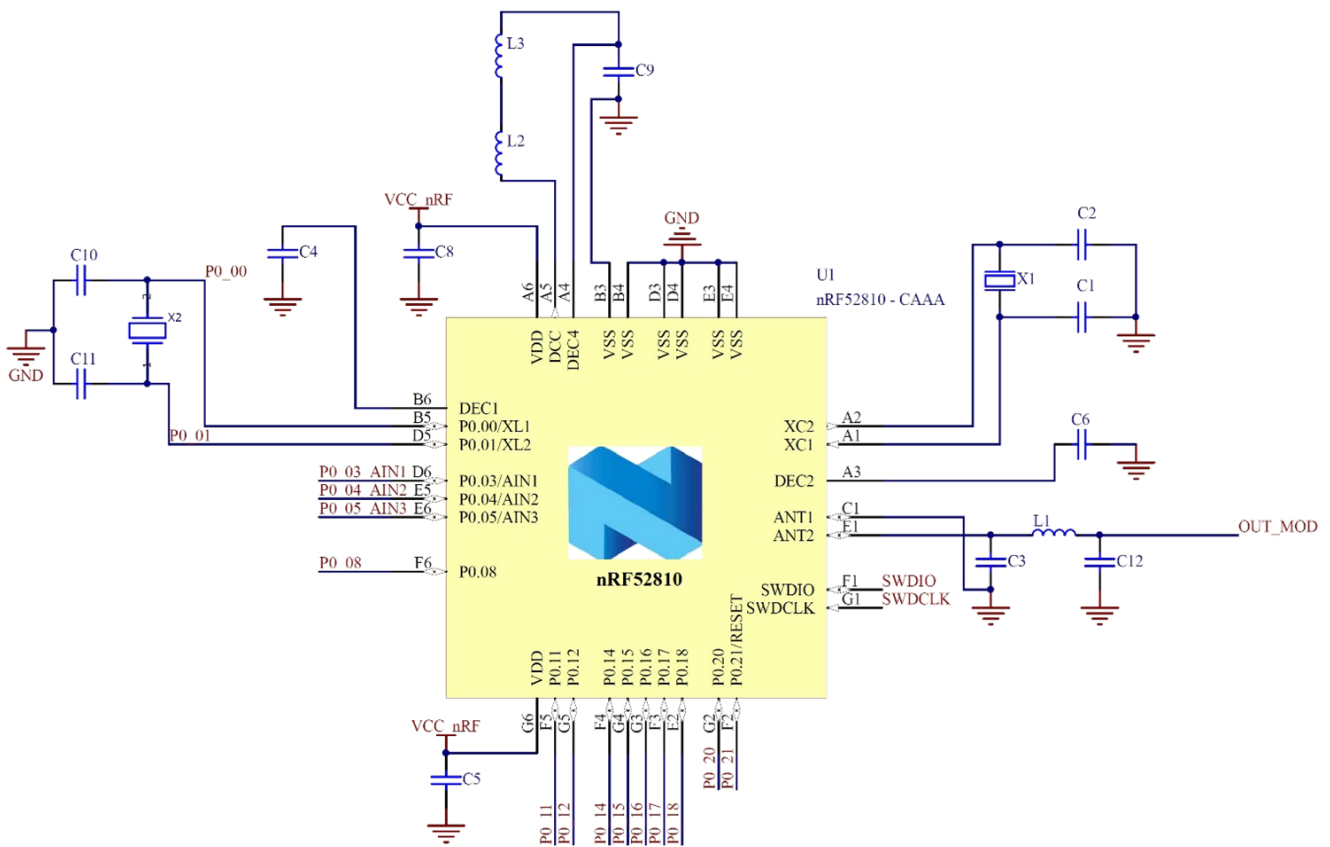 L3
C9
L2
VCC_nRF
C8
C4
GND
C2
X1
C1
U1
nRF52810 - CAAA
C10
P0_00
2
X2
1
C11
GND
P0_01
A6
A5
A4
B3
B4
D3
D4
E3
E4
VDD
DCC
DEC4
VSS
VSS
VSS
VSS
VSS
VSS
B6
DEC1
B5
P0.00/XL1
D5
P0.01/XL2
P0_03_AIN1
D6
P0.03/AIN1
P0_04_AIN2
E5
P0.04/AIN2
P0_05_AIN3
E6
P0.05/AIN3
P0_08
F6
P0.08
nRF52810
XC2
A2
XC1
A1
C6
DEC2
A3
ANT1
C1
ANT2
E1
L1
OUT_MOD
C3
C12
SWDIO
F1
SWDIO
SWDCLK
G1
SWDCLK
VDD
P0.11
P0.12
P0.14
P0.15
P0.16
P0.17
P0.18
P0.20
P0.21/RESET
G6
F5
G5
F4
G4
G3
F3
E2
G2
F2
VCC_nRF
C5
P0_11
P0_12
P0_14
P0_15
P0_16
P0_17
P0_18
P0_20
P0_21